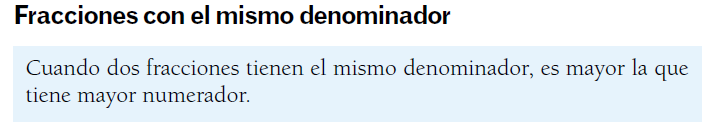 Fracciones con el mismo denominador
Cuando dos fracciones tienen el mismo denominador, es mayor la que
tiene mayor numerador.